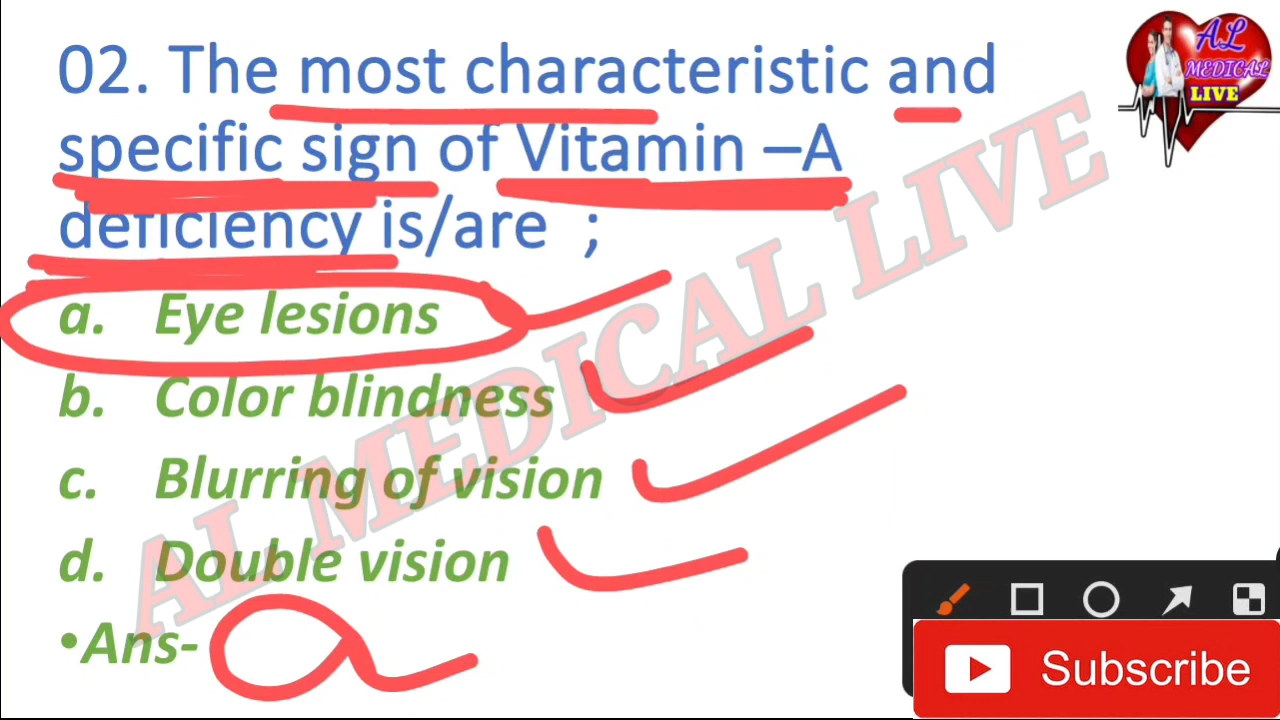 02. The most characteristic and
specific sign of Vitamin –A
deficiency is/are ;
a. Eye lesions
b. Color blindness
c. Blurring of vision
d. Double vision
•Ans- a
AL MEDICAL LIVE
AL
MEDICAL
LIVE
Subscribe